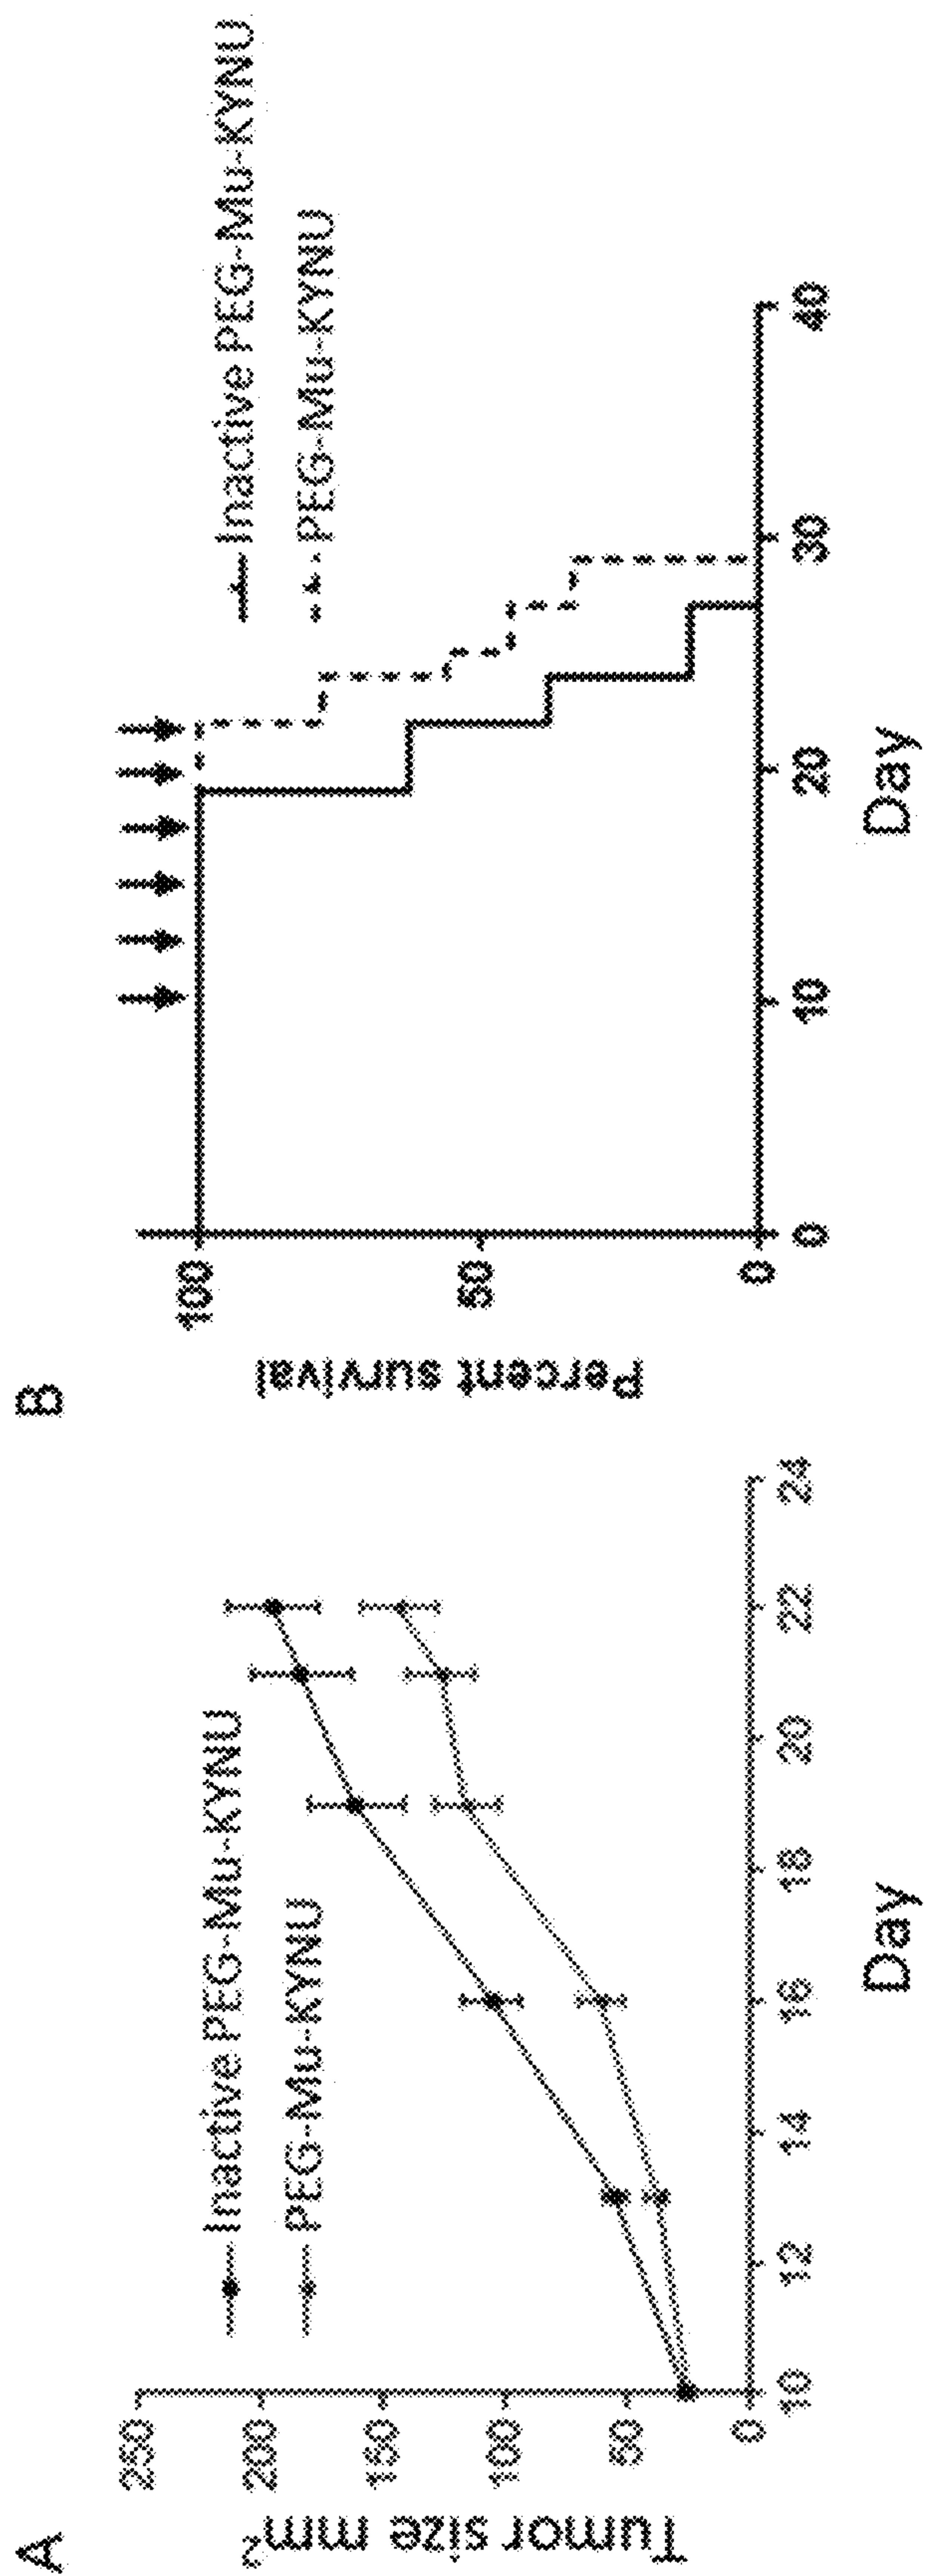 A
Tumor size mm2
250
200
150
100
50
0
10
12
14
16
18
20
22
24
Day
Inactive PEG-Mu-KYNU
PEG-Mu-KYNU
B
Percent survival
100
50
0
0
10
20
30
40
Day
Inactive PEG-Mu-KYNU
PEG-Mu-KYNU